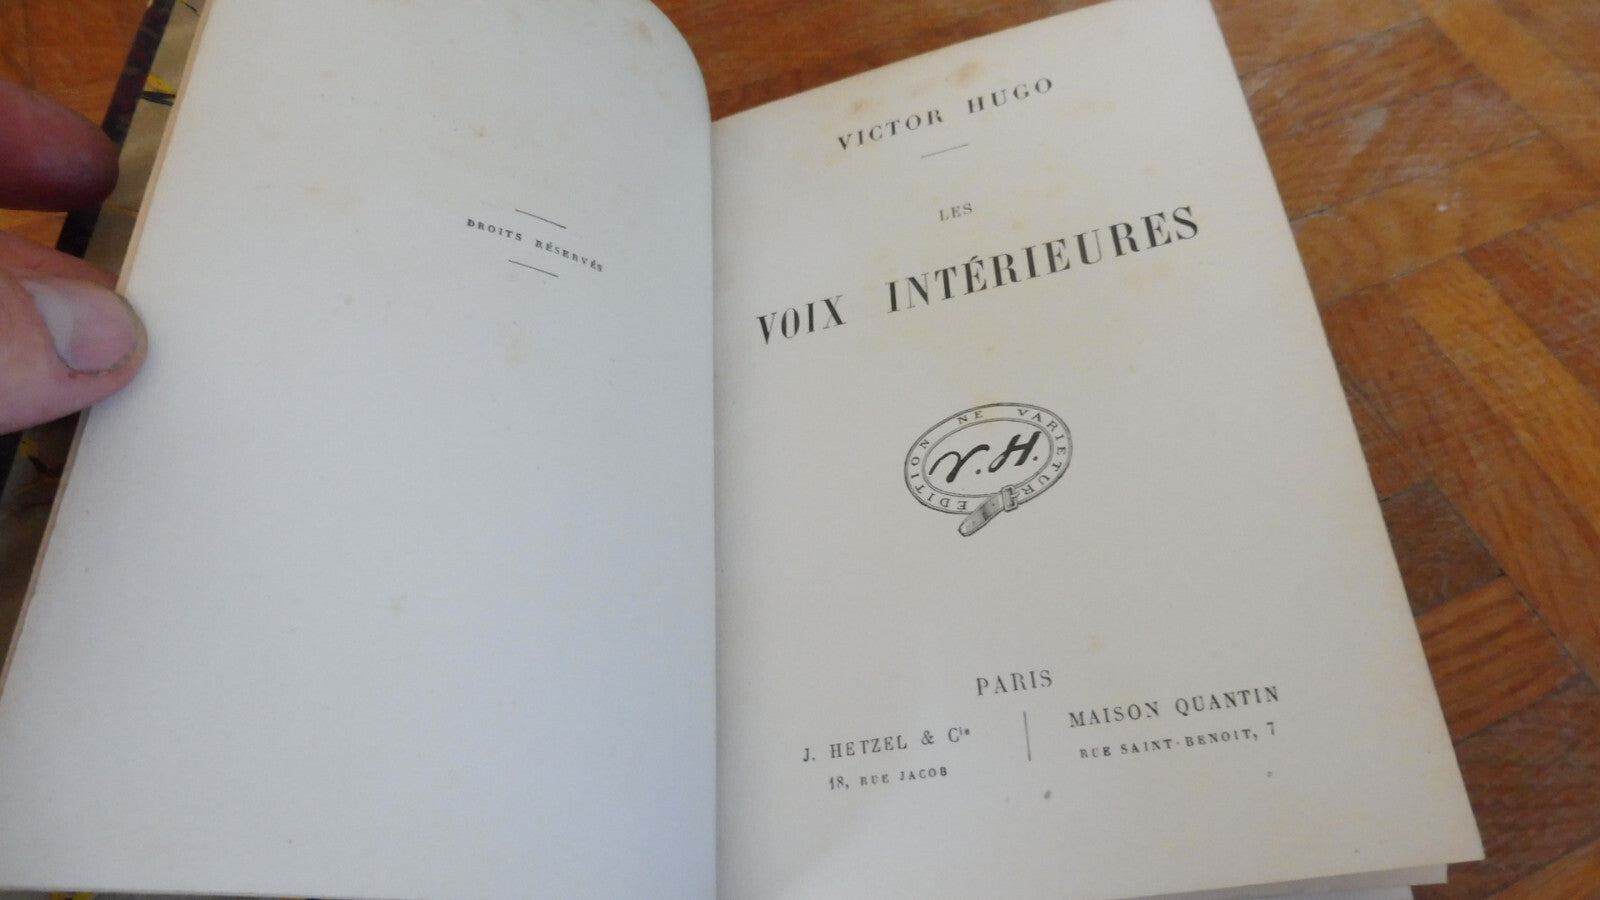 DROITS RÉSERVÉS
VICTOR HUGO
LES
VOIX INTÉRIEURES
EDITION NE VARIETUR
V.H.
PARIS
J. HETZEL & Cie
18, RUE JACOB
MAISON QUANTIN
RUE SAINT-BENOIT, 7